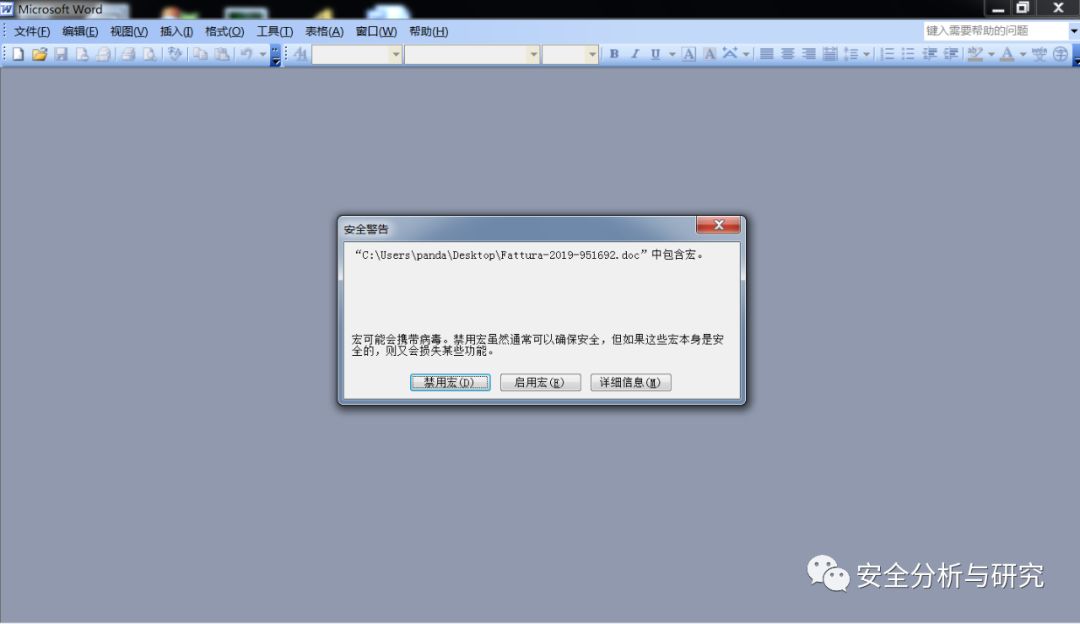 Microsoft Word
文件(F) 编辑(E) 视图(V) 插入(I) 格式(O) 工具(T) 表格(A) 窗口(W) 帮助(H)
键入需要帮助的问题
B I U A A A
安全警告
“C:\Users\panda\Desktop\Fattura-2019-951692.doc”中包含宏。
宏可能会携带病毒。禁用宏虽然通常可以确保安全，但如果这些宏本身是安
全的，则又会损失某些功能。
禁用宏(D) 启用宏(E) 详细信息(M)
安全分析与研究